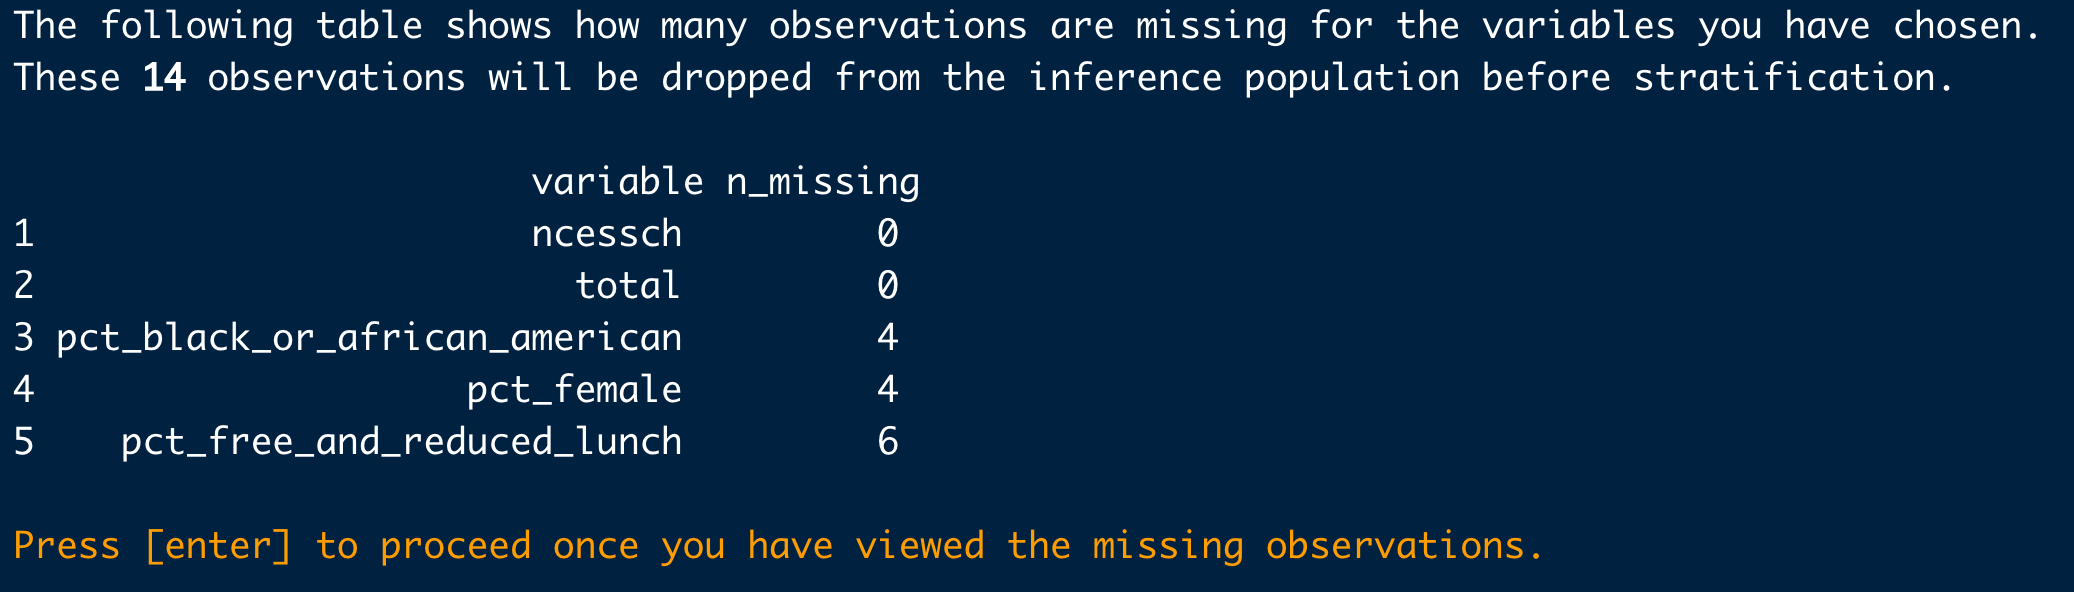 The following table shows how many observations are missing for the variables you have chosen.
These 14 observations will be dropped from the inference population before stratification.
variable n_missing
1 ncessch 0
2 total 0
3 pct_black_or_african_american 4
4 pct_female 4
5 pct_free_and_reduced_lunch 6
Press [enter] to proceed once you have viewed the missing observations.